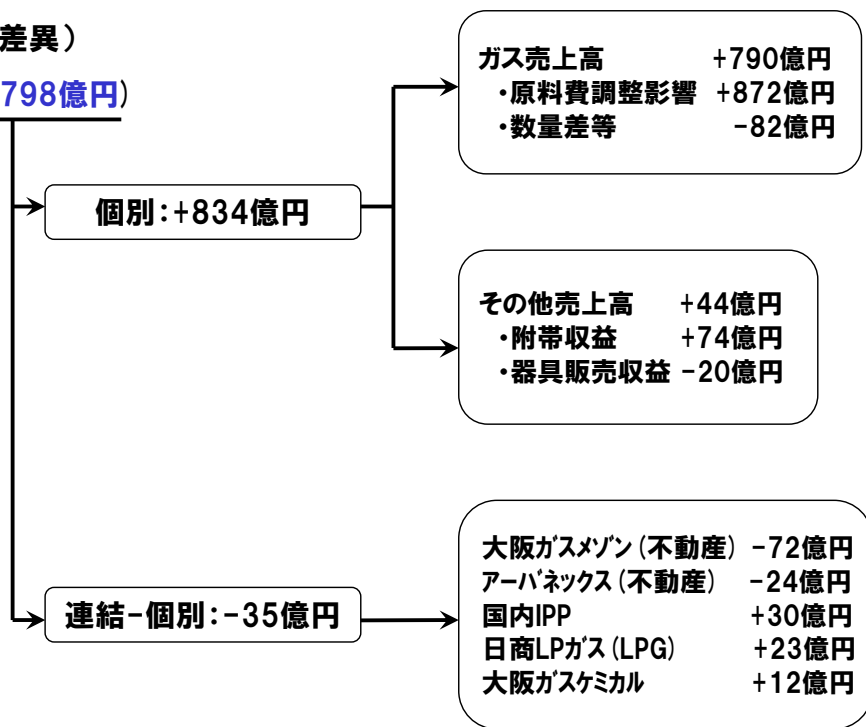 差異）
798億円)
ガス売上高 +790億円
・原料費調整影響 +872億円
・数量差等 -82億円
個別：+834億円
その他売上高 +44億円
・附帯収益 +74億円
・器具販売収益 -20億円
連結-個別：-35億円
大阪ｶﾞｽﾒｿﾞﾝ（不動産） -72億円
ｱｰﾊﾞﾈｯｸｽ（不動産） -24億円
国内IPP +30億円
日商LPｶﾞｽ（LPG） +23億円
大阪ｶﾞｽｹﾐｶﾙ +12億円